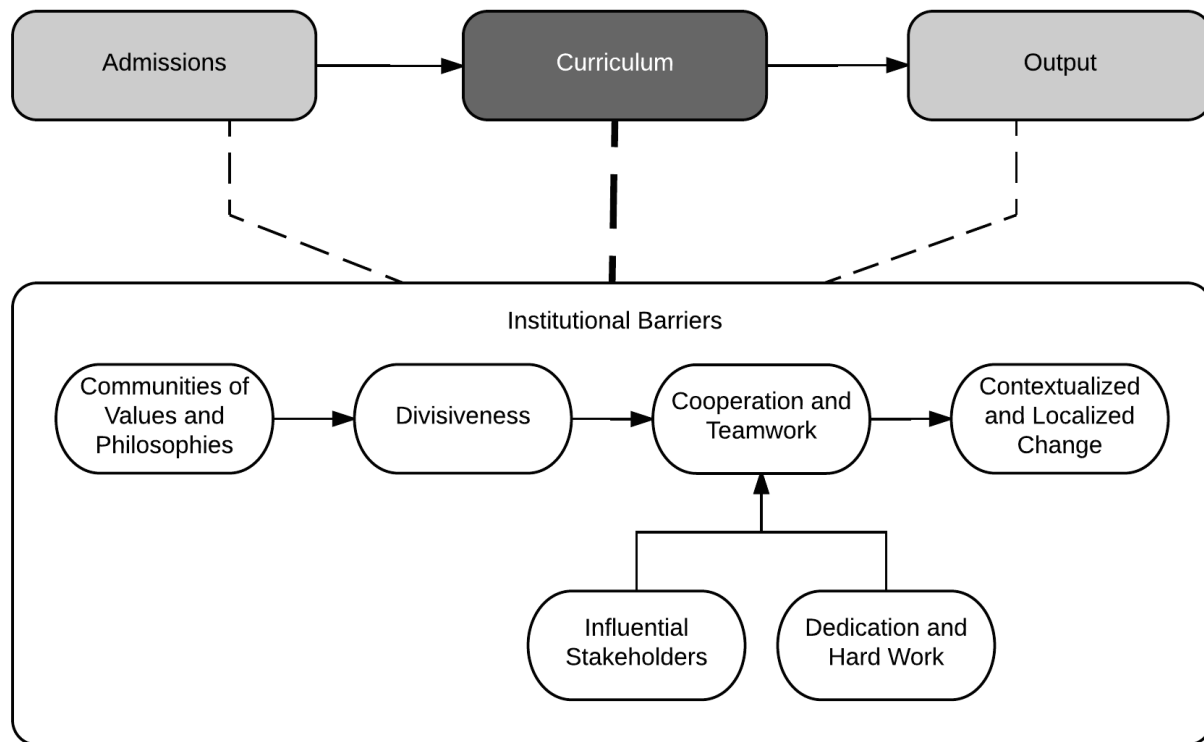 Admissions
Curriculum
Output
Institutional Barriers
Communities of
Values and
Philosophies
Divisiveness
Cooperation and
Teamwork
Contextualized
and Localized
Change
Influential
Stakeholders
Dedication and
Hard Work